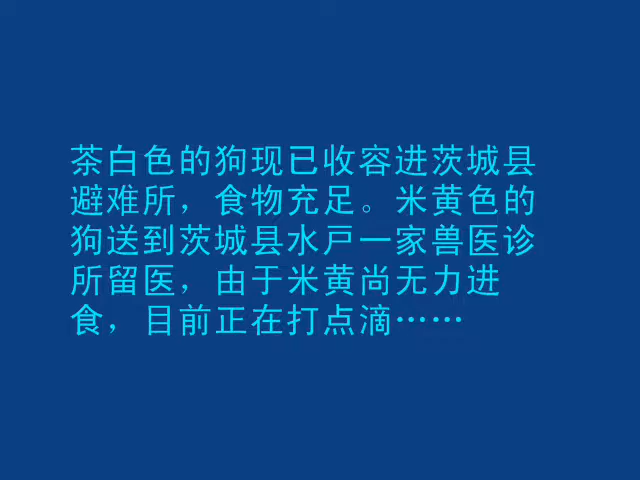 茶白色的狗现已收容进茨城县
避难所，食物充足。米黄色的
狗送到茨城县水戸一家兽医诊
所留医，由于米黄尚无力进
食，目前正在打点滴……